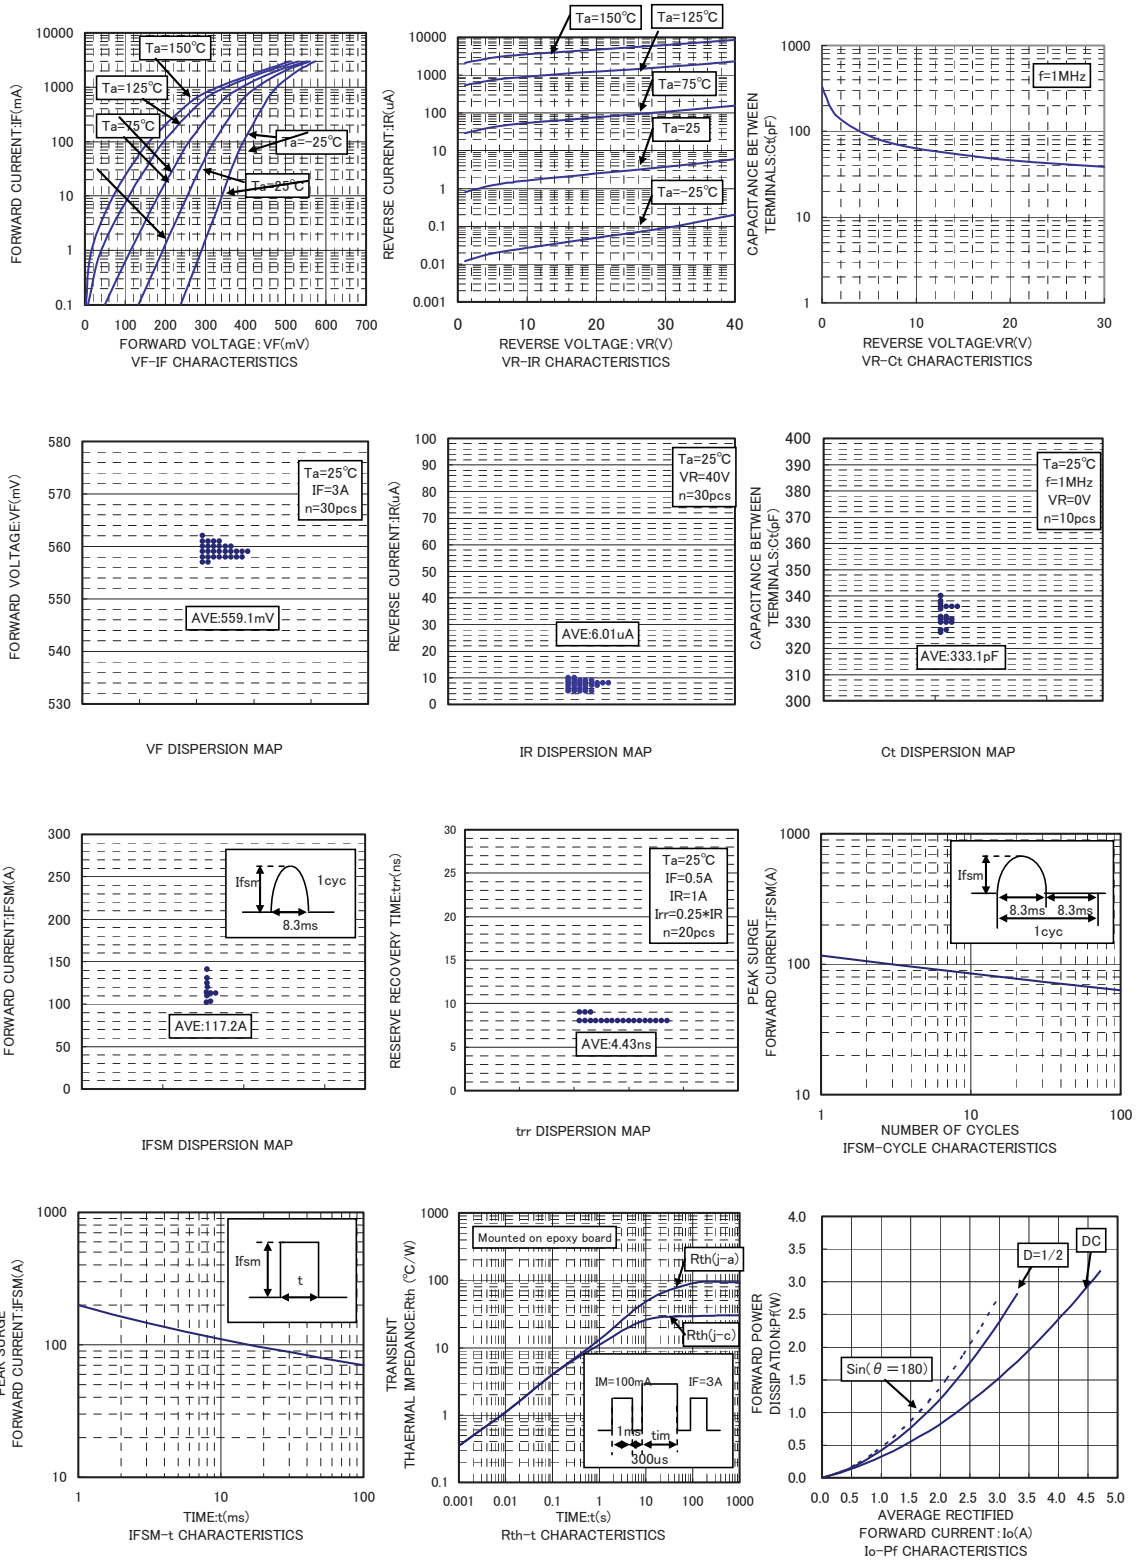 10000
1000
100
10
1
0.1
FORWARD CURRENT:IF(mA)
Ta=150℃
Ta=125℃
Ta=75℃
Ta=-25℃
Ta=25℃
0 100 200 300 400 500 600 700
FORWARD VOLTAGE:VF(mV)
VF-IF CHARACTERISTICS
10000
1000
100
10
1
0.1
0.01
0.001
REVERSE CURRENT:IR(uA)
Ta=150℃
Ta=125℃
Ta=75℃
Ta=25
Ta=-25℃
0 10 20 30 40
REVERSE VOLTAGE:VR(V)
VR-IR CHARACTERISTICS
1000
100
10
1
CAPACITANCE BETWEEN
TERMINALS:Ct(pF)
f=1MHz
0 10 20 30
REVERSE VOLTAGE:VR(V)
VR-Ct CHARACTERISTICS
580
570
560
550
540
530
FORWARD VOLTAGE:VF(mV)
Ta=25℃
IF=3A
n=30pcs
AVE:559.1mV
VF DISPERSION MAP
100
90
80
70
60
50
40
30
20
10
0
REVERSE CURRENT:IR(uA)
Ta=25℃
VR=40V
n=30pcs
AVE:6.01uA
IR DISPERSION MAP
400
390
380
370
360
350
340
330
320
310
300
CAPACITANCE BETWEEN
TERMINALS:Ct(pF)
Ta=25℃
f=1MHz
VR=0V
n=10pcs
AVE:333.1pF
Ct DISPERSION MAP
300
250
200
150
100
50
0
FORWARD CURRENT:IFSM(A)
Ifsm
1cyc
8.3ms
AVE:117.2A
IFSM DISPERSION MAP
30
25
20
15
10
5
0
RESERVE RECOVERY TIME:trr(ns)
Ta=25℃
IF=0.5A
IR=1A
Irr=0.25*IR
n=20pcs
AVE:4.43ns
trr DISPERSION MAP
1000
100
10
PEAK SURGE
FORWARD CURRENT:IFSM(A)
Ifsm
8.3ms 8.3ms
1cyc
1 10 100
NUMBER OF CYCLES
IFSM-CYCLE CHARACTERISTICS
1000
100
10
PEAK SURGE
FORWARD CURRENT:IFSM(A)
Ifsm
t
1 10 100
TIME:t(ms)
IFSM-t CHARACTERISTICS
1000
100
10
1
0.1
TRANSIENT
THAERMAL IMPEDANCE:Rth (℃/W)
Mounted on epoxy board
Rth(j-a)
Rth(j-c)
IM=100mA IF=3A
1ms tim
300us
0.001 0.01 0.1 1 10 100 1000
TIME:t(s)
Rth-t CHARACTERISTICS
4.0
3.5
3.0
2.5
2.0
1.5
1.0
0.5
0.0
FORWARD POWER
DISSIPATION:Pf(W)
D=1/2
DC
Sin(θ=180)
0.0 0.5 1.0 1.5 2.0 2.5 3.0 3.5 4.0 4.5 5.0
AVERAGE RECTIFIED
FORWARD CURRENT:Io(A)
Io-Pf CHARACTERISTICS